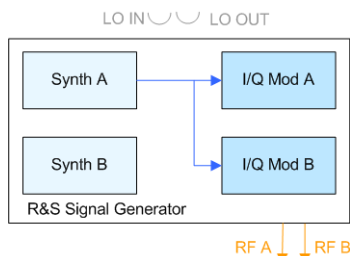 LO IN LO OUT
Synth A
I/Q Mod A
Synth B
I/Q Mod B
R&S Signal Generator
RF A
RF B